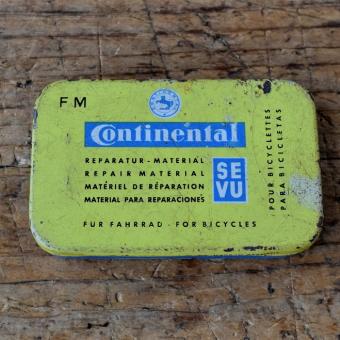 FM
Continental
REPARATUR - MATERIAL
REPAIR MATERIAL
MATÉRIEL DE RÉPARATION
MATERIAL PARA REPARACIONES
SE
VU
FÜR FAHRRAD - FOR BICYCLES
POUR BICYCLETTES
PARA BICICLETAS